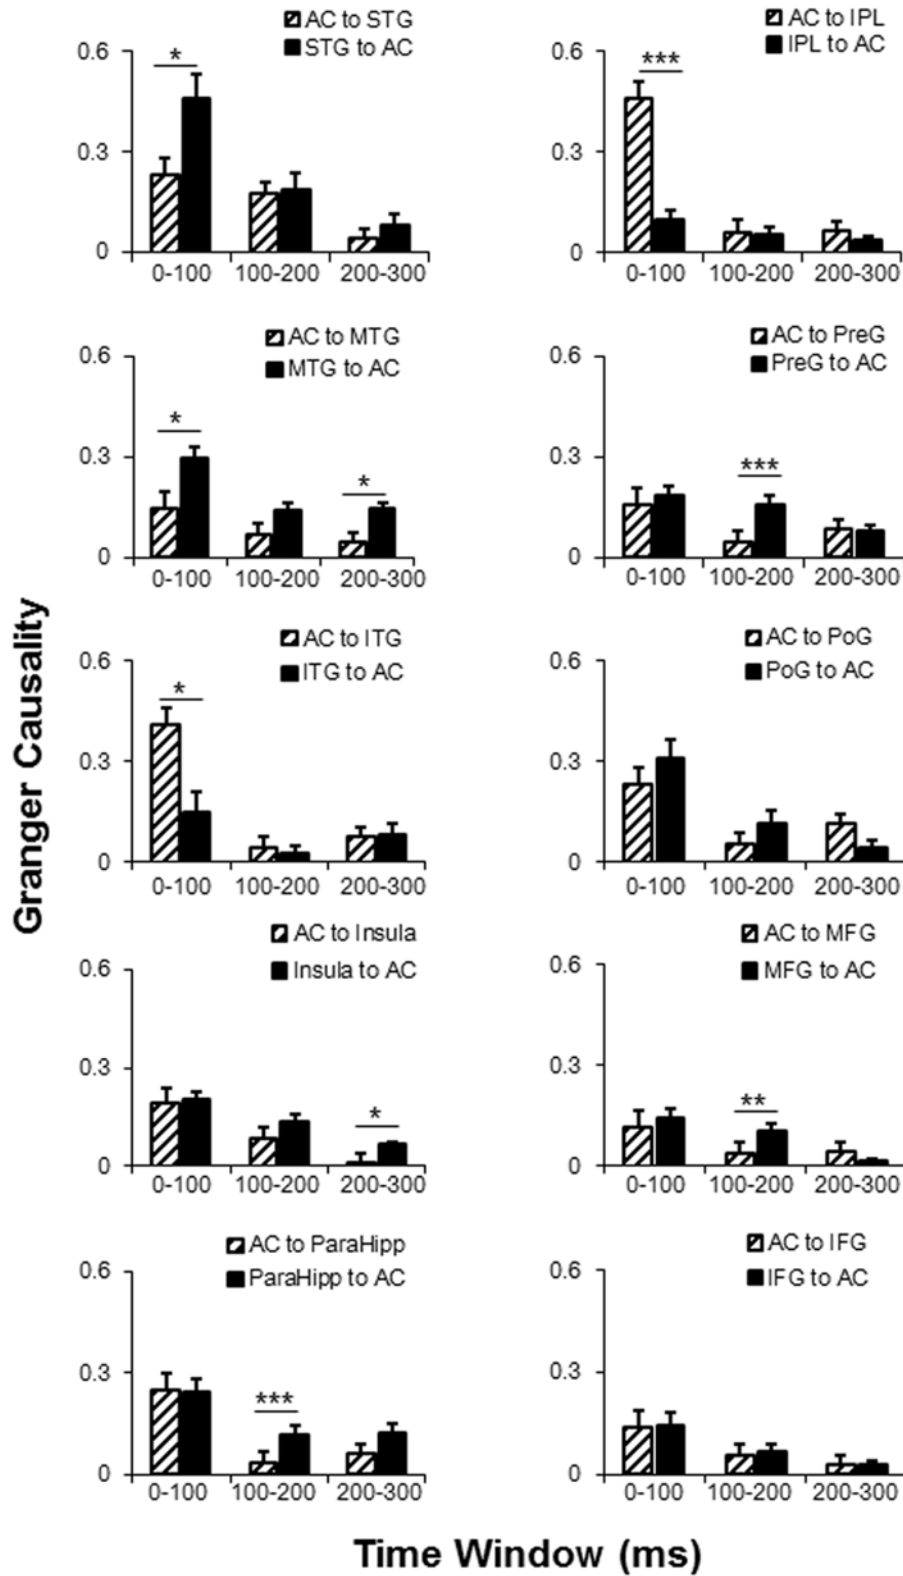 AC to STG
STG to AC
*
0.6
0.3
0
0-100 100-200 200-300
AC to IPL
IPL to AC
***
0.6
0.3
0
0-100 100-200 200-300
AC to MTG
MTG to AC
*
*
0.6
0.3
0
0-100 100-200 200-300
AC to PreG
PreG to AC
***
0.6
0.3
0
0-100 100-200 200-300
AC to ITG
ITG to AC
*
0.6
0.3
0
0-100 100-200 200-300
AC to PoG
PoG to AC
0.6
0.3
0
0-100 100-200 200-300
AC to Insula
Insula to AC
*
0.6
0.3
0
0-100 100-200 200-300
AC to MFG
MFG to AC
**
0.6
0.3
0
0-100 100-200 200-300
AC to ParaHipp
ParaHipp to AC
***
0.6
0.3
0
0-100 100-200 200-300
AC to IFG
IFG to AC
0.6
0.3
0
0-100 100-200 200-300
Granger Causality
Time Window (ms)